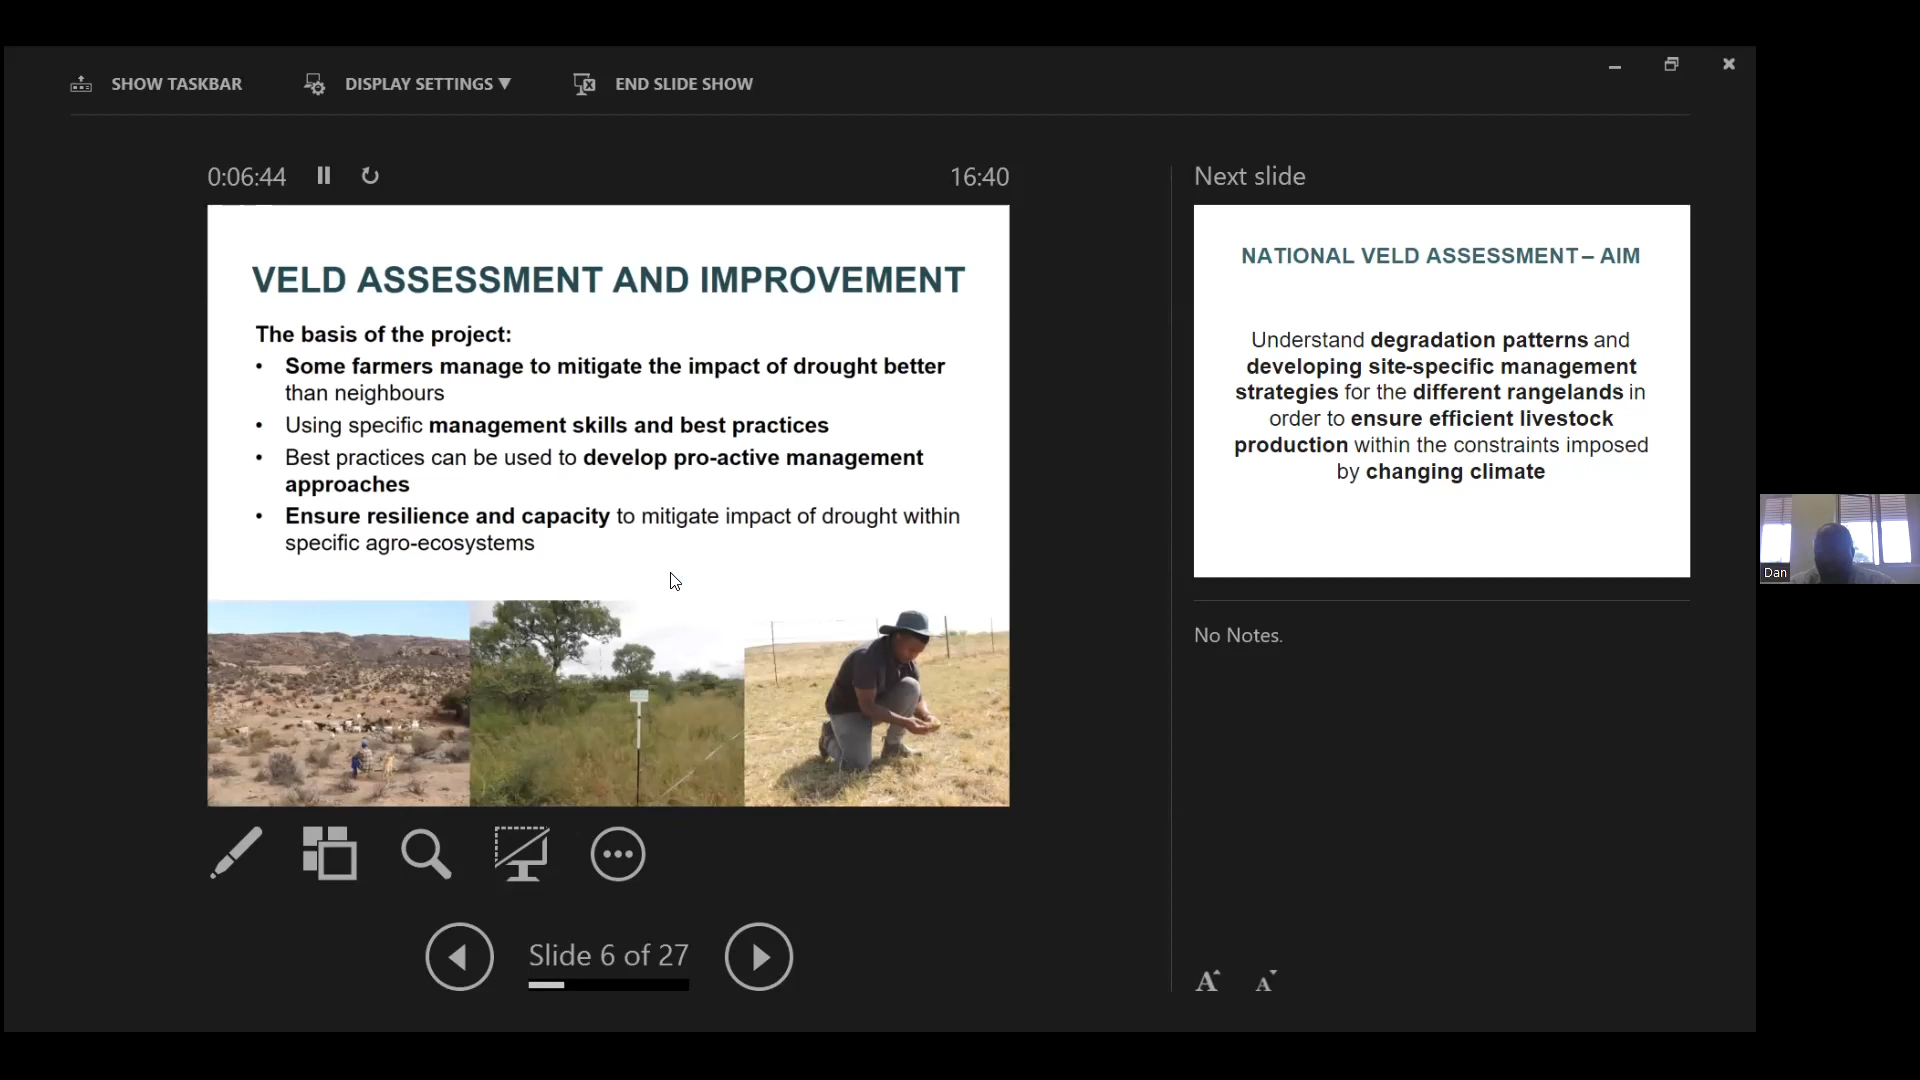 SHOW TASKBAR
DISPLAY SETTINGS ▼
END SLIDE SHOW
0:06:44
16:40
VELD ASSESSMENT AND IMPROVEMENT
The basis of the project:
• Some farmers manage to mitigate the impact of drought better
than neighbours
• Using specific management skills and best practices
• Best practices can be used to develop pro-active management
approaches
• Ensure resilience and capacity to mitigate impact of drought within
specific agro-ecosystems
Slide 6 of 27
Next slide
NATIONAL VELD ASSESSMENT – AIM
Understand degradation patterns and
developing site-specific management
strategies for the different rangelands in
order to ensure efficient livestock
production within the constraints imposed
by changing climate
No Notes.
A A
Dan